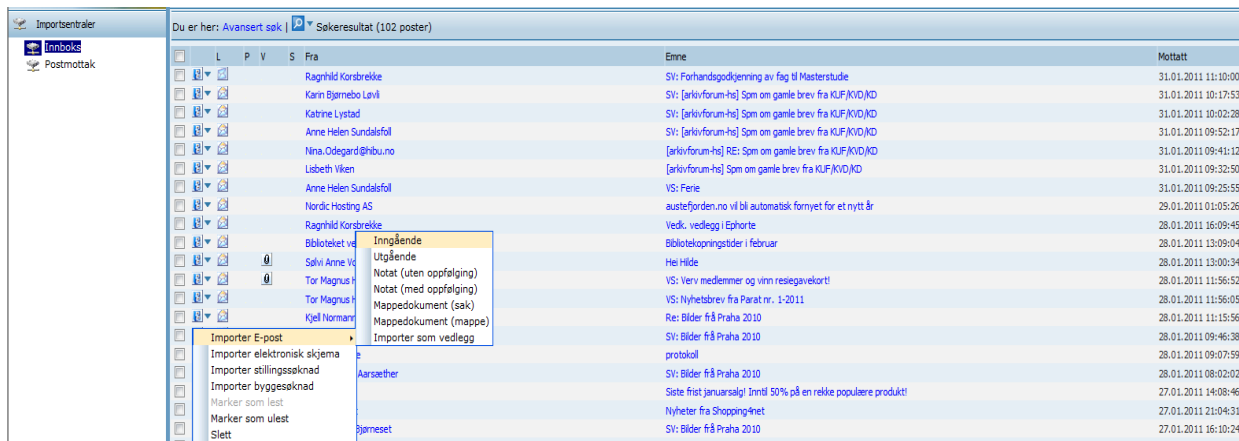 Importsentraler
Innboks
Postmottak
Du er her: Avansert søk | Søkeresultat (102 poster)
L P V S Fra Emne Mottatt
Ragnhild Korsbrekke SV: Forhandsgodkjenning av fag til Masterstudie 31.01.2011 11:10:00
Karin Bjørnebo Løvli SV: [arkivforum-hs] Spm om gamle brev fra KUF/KVD/KD 31.01.2011 10:17:53
Katrine Lystad SV: [arkivforum-hs] Spm om gamle brev fra KUF/KVD/KD 31.01.2011 10:02:28
Anne Helen Sundalsfoll SV: [arkivforum-hs] Spm om gamle brev fra KUF/KVD/KD 31.01.2011 09:52:17
Nina.Odegard@hibu.no [arkivforum-hs] RE: Spm om gamle brev fra KUF/KVD/KD 31.01.2011 09:41:12
Lisbeth Viken [arkivforum-hs] Spm om gamle brev fra KUF/KVD/KD 31.01.2011 09:32:50
Anne Helen Sundalsfoll VS: Ferie 31.01.2011 09:25:55
Nordic Hosting AS austefjorden.no vil bli automatisk fornyet for et nytt år 29.01.2011 01:05:26
Ragnhild Korsbrekke Vedk. vedlegg i Ephorte 28.01.2011 16:09:45
Biblioteket ve Bibliotekopningstider i februar 28.01.2011 13:09:04
Sølvi Anne Vo Hei Hilde 28.01.2011 13:00:34
Tor Magnus H VS: Verv medlemmer og vinn resiegavekort! 28.01.2011 11:56:52
Tor Magnus H VS: Nyhetsbrev fra Parat nr. 1-2011 28.01.2011 11:56:05
Kjell Normann Re: Bilder frå Praha 2010 28.01.2011 11:15:56
SV: Bilder frå Praha 2010 28.01.2011 09:46:38
e protokoll 28.01.2011 09:07:59
Aarsæther SV: Bilder frå Praha 2010 28.01.2011 08:02:02
Siste frist januarsalg! Inntil 50% på en rekke populære produkt! 27.01.2011 14:08:46
Nyheter fra Shopping4net 27.01.2011 21:04:31
Bjørneset SV: Bilder frå Praha 2010 27.01.2011 16:10:24
Inngående
Utgående
Notat (uten oppfølging)
Notat (med oppfølging)
Mappedokument (sak)
Mappedokument (mappe)
Importer som vedlegg
Importer E-post
Importer elektronisk skjema
Importer stillingssøknad
Importer byggesøknad
Marker som lest
Marker som ulest
Slett